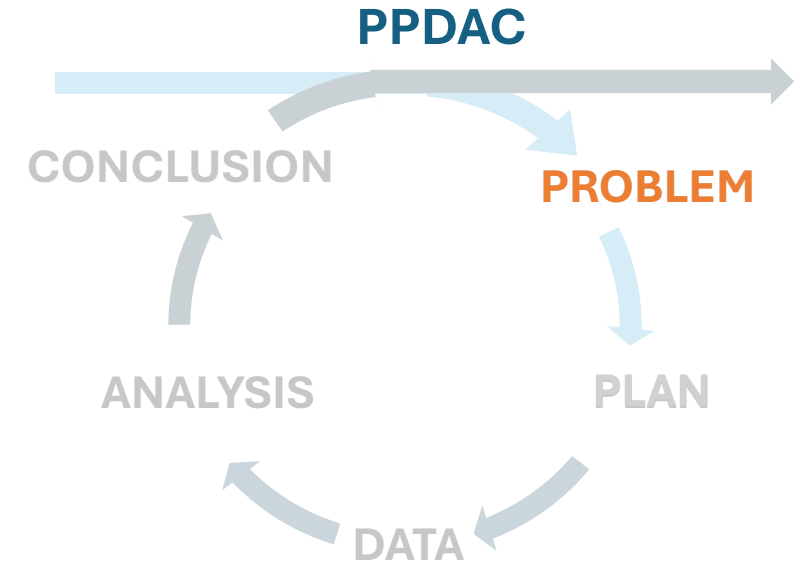 PPDAC
CONCLUSION
PROBLEM
ANALYSIS
PLAN
DATA